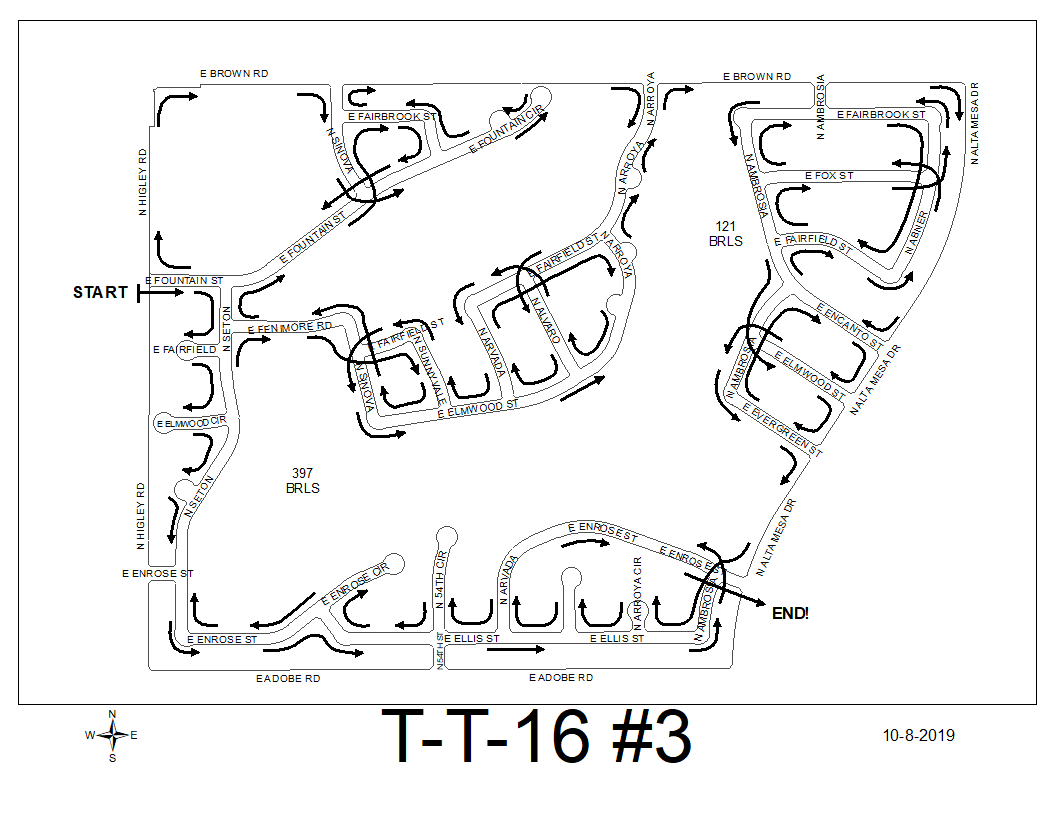 E BROWN RD
E BROWN RD
N ARROYA
N AMBROSIA
N ALTA MESA DR
E FAIRBROOK ST
E FOUNTAIN CIR
E FAIRBROOK ST
N SINOVA
N HIGLEY RD
N ARROYA
E FOX ST
N AMBROSIA
121
BRLS
E FOUNTAIN ST
N ABNER
E FAIRFIELD ST
E FAIRFIELD ST
N ARROYA
E FOUNTAIN ST
START
N SETON
E FENIMORE RD
E FAIRFIELD ST
N SUNNYVALE
N ARVADA
N ALVARO
E ENCANTO ST
E FAIRFIELD
N SINOVA
N AMBROSIA
E ELMWOOD ST
N ALTA MESA DR
E ELMWOOD ST
E ELMWOOD CIR
E EVERGREEN ST
397
BRLS
N HIGLEY RD
N SETON
N ALTA MESA DR
E ENROSE ST
E ENROSE ST
E ENROSE ST
E ENROSE CIR
N 54TH CIR
N ARVADA
N ARROYA CIR
N AMBROSIA
END!
E ENROSE ST
N 54TH ST
E ELLIS ST
E ELLIS ST
E ADOBE RD
E ADOBE RD
N
W E
S
T-T-16 #3
10-8-2019